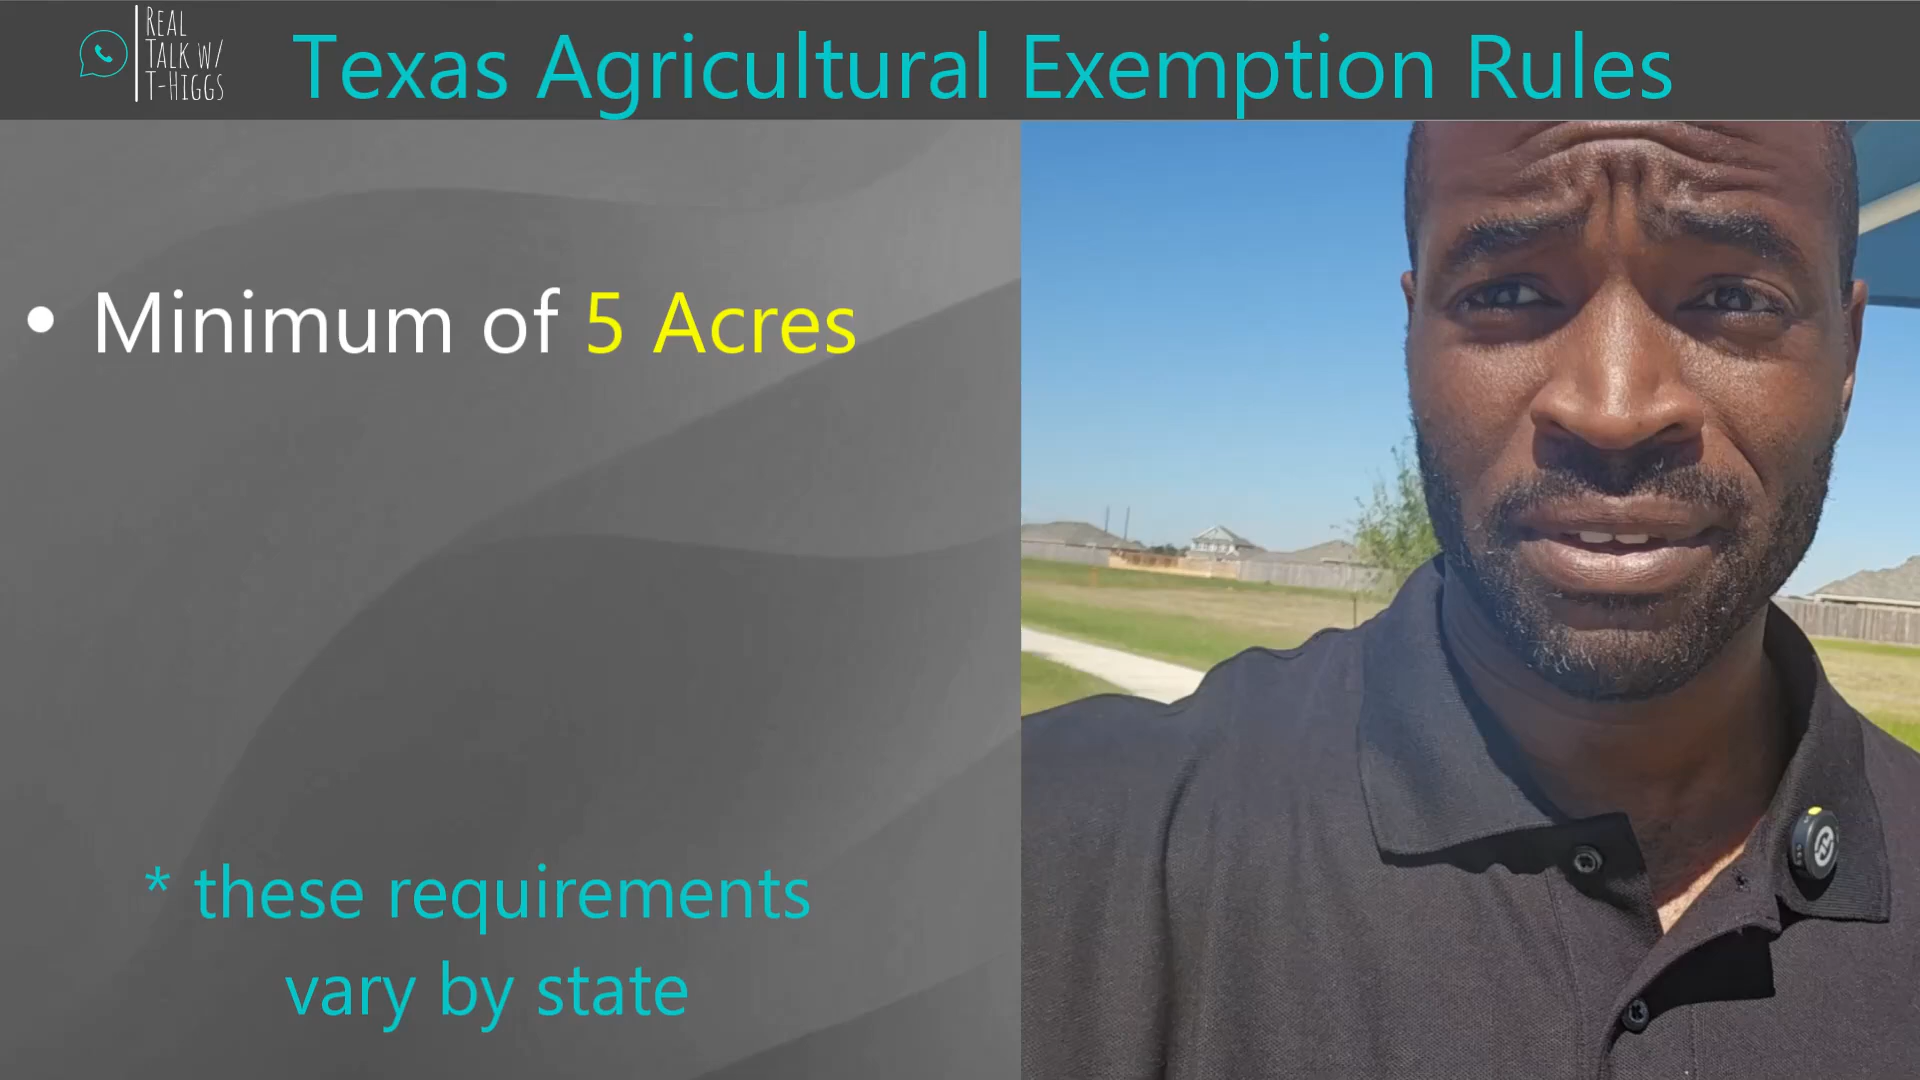 REAL
TALK W/
T-HIGGS
Texas Agricultural Exemption Rules
• Minimum of 5 Acres
* these requirements
vary by state